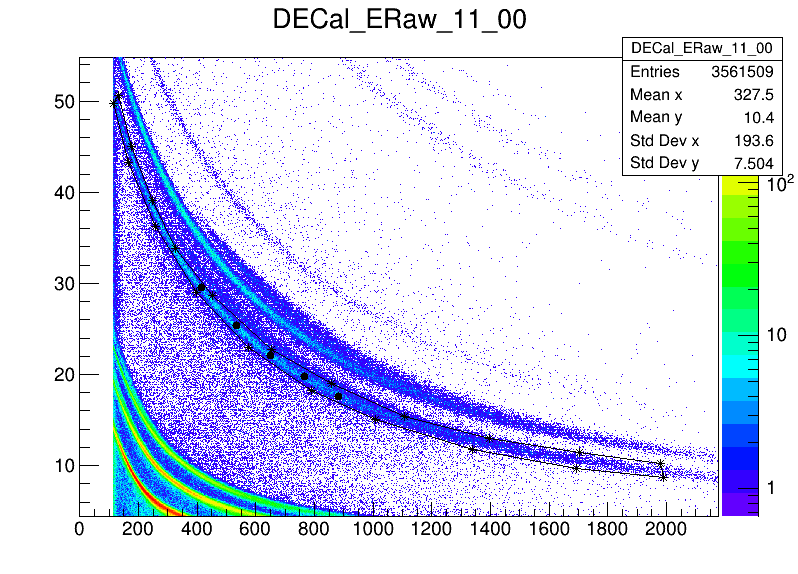 DECal_ERaw_11_00
DECal_ERaw_11_00
Entries 3561509
Mean x 327.5
Mean y 10.4
Std Dev x 193.6
Std Dev y 7.504
50
40
30
20
10
0 200 400 600 800 1000 1200 1400 1600 1800 2000
10²
10
1